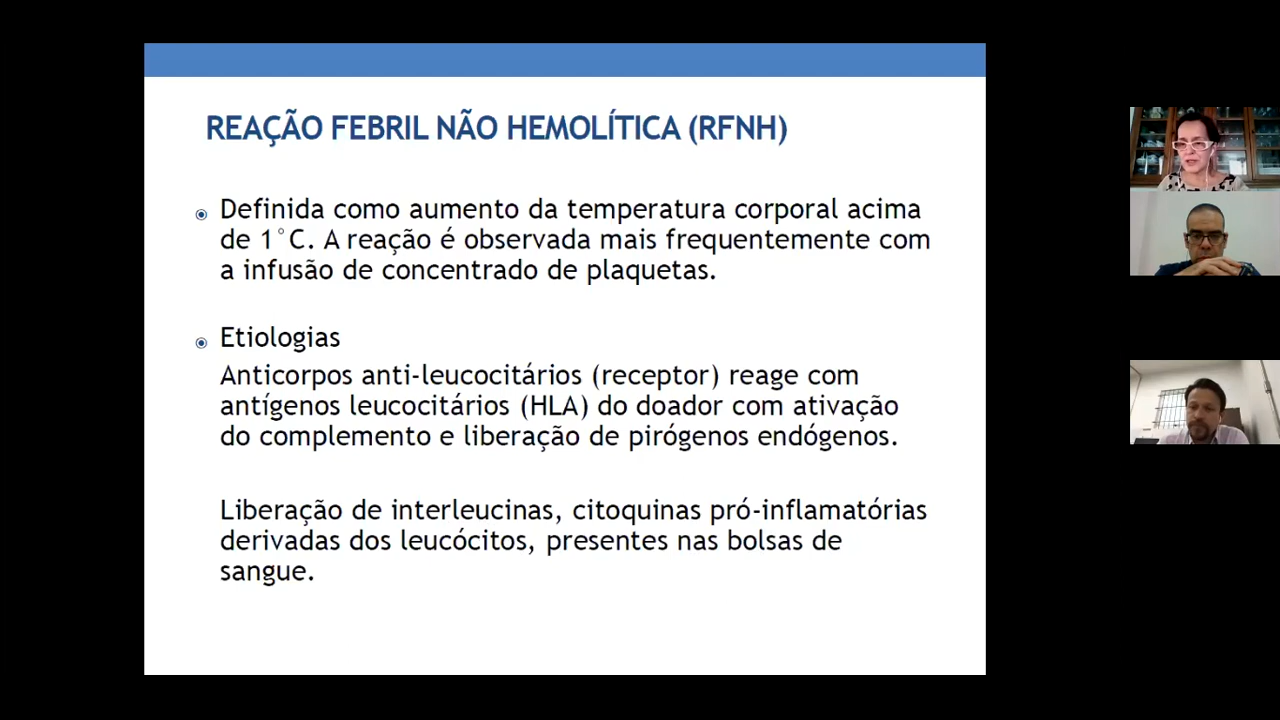 REAÇÃO FEBRIL NÃO HEMOLÍTICA (RFNH)
Definida como aumento da temperatura corporal acima
de 1°C. A reação é observada mais frequentemente com
a infusão de concentrado de plaquetas.
Etiologias
Anticorpos anti-leucocitários (receptor) reage com
antígenos leucocitários (HLA) do doador com ativação
do complemento e liberação de pirógenos endógenos.
Liberação de interleucinas, citoquinas pró-inflamatórias
derivadas dos leucócitos, presentes nas bolsas de
sangue.